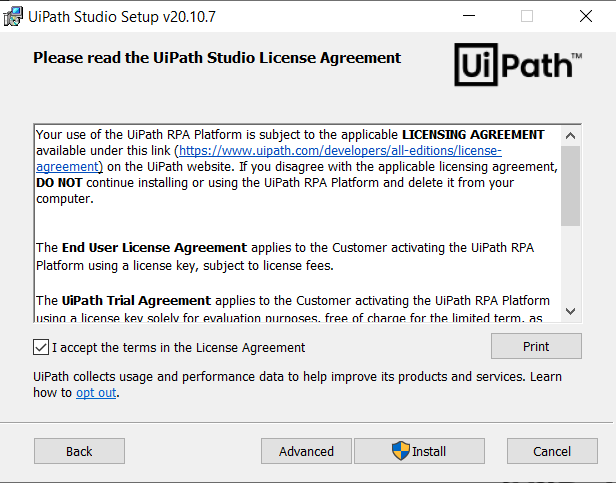 UiPath Studio Setup v20.10.7
Please read the UiPath Studio License Agreement
UiPath™
Your use of the UiPath RPA Platform is subject to the applicable LICENSING AGREEMENT
available under this link (https://www.uipath.com/developers/all-editions/license-
agreement) on the UiPath website. If you disagree with the applicable licensing agreement,
DO NOT continue installing or using the UiPath RPA Platform and delete it from your
computer.
The End User License Agreement applies to the Customer activating the UiPath RPA
Platform using a license key, subject to license fees.
The UiPath Trial Agreement applies to the Customer activating the UiPath RPA Platform
using a license key solely for evaluation purposes, free of charge for the limited term, as
I accept the terms in the License Agreement
Print
UiPath collects usage and performance data to help improve its products and services. Learn
how to opt out.
Back
Advanced
Install
Cancel